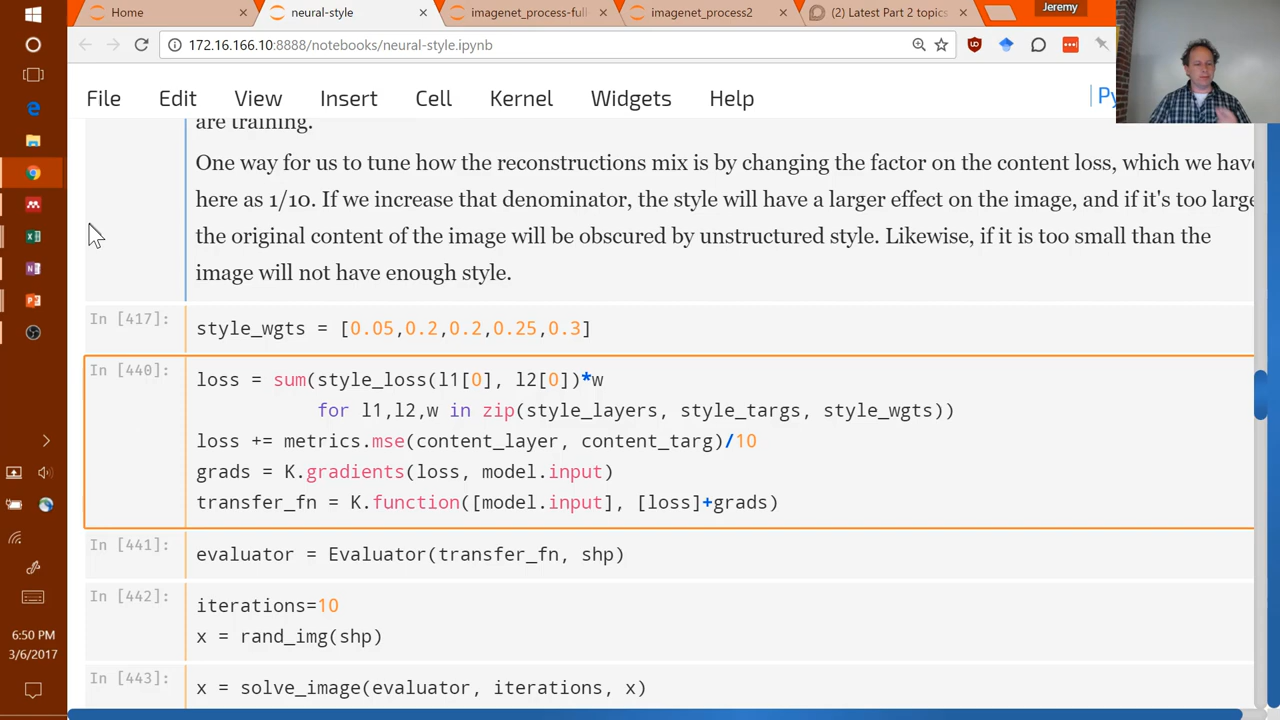 Home
neural-style
imagenet_process-full
imagenet_process2
(2) Latest Part 2 topics
Jeremy
172.16.166.10:8888/notebooks/neural-style.ipynb
File Edit View Insert Cell Kernel Widgets Help
Py
are training.
One way for us to tune how the reconstructions mix is by changing the factor on the content loss, which we have
here as 1/10. If we increase that denominator, the style will have a larger effect on the image, and if it's too large
the original content of the image will be obscured by unstructured style. Likewise, if it is too small than the
image will not have enough style.
In [417]: style_wgts = [0.05,0.2,0.2,0.25,0.3]
In [440]: loss = sum(style_loss(l1[0], l2[0])*w
for l1,l2,w in zip(style_layers, style_targs, style_wgts))
loss += metrics.mse(content_layer, content_targ)/10
grads = K.gradients(loss, model.input)
transfer_fn = K.function([model.input], [loss]+grads)
In [441]: evaluator = Evaluator(transfer_fn, shp)
In [442]: iterations=10
x = rand_img(shp)
In [443]: x = solve_image(evaluator, iterations, x)
6:50 PM
3/6/2017